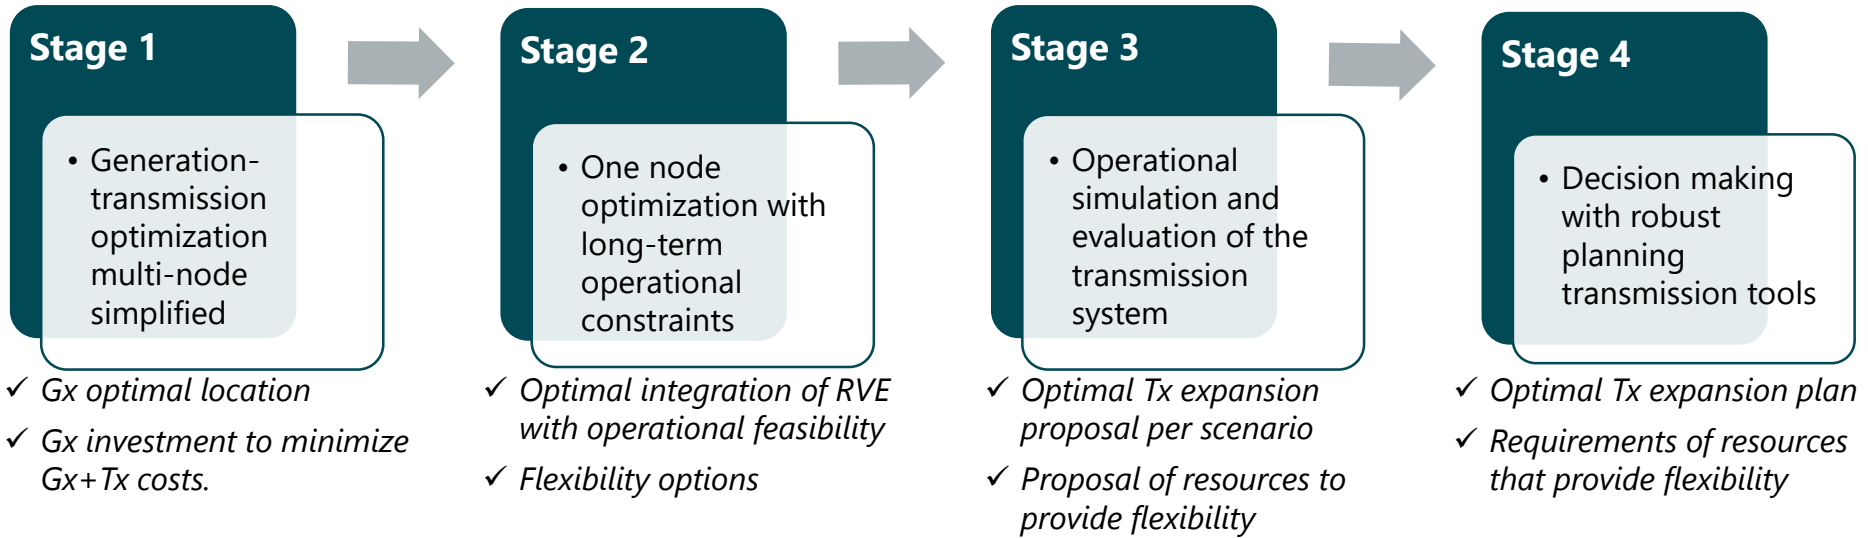 Stage 1
• Generation-
transmission
optimization
multi-node
simplified
✓ Gx optimal location
✓ Gx investment to minimize
Gx+Tx costs.
Stage 2
• One node
optimization with
long-term
operational
constraints
✓ Optimal integration of RVE
with operational feasibility
✓ Flexibility options
Stage 3
• Operational
simulation and
evaluation of the
transmission
system
✓ Optimal Tx expansion
proposal per scenario
✓ Proposal of resources to
provide flexibility
Stage 4
• Decision making
with robust
planning
transmission tools
✓ Optimal Tx expansion plan
✓ Requirements of resources
that provide flexibility